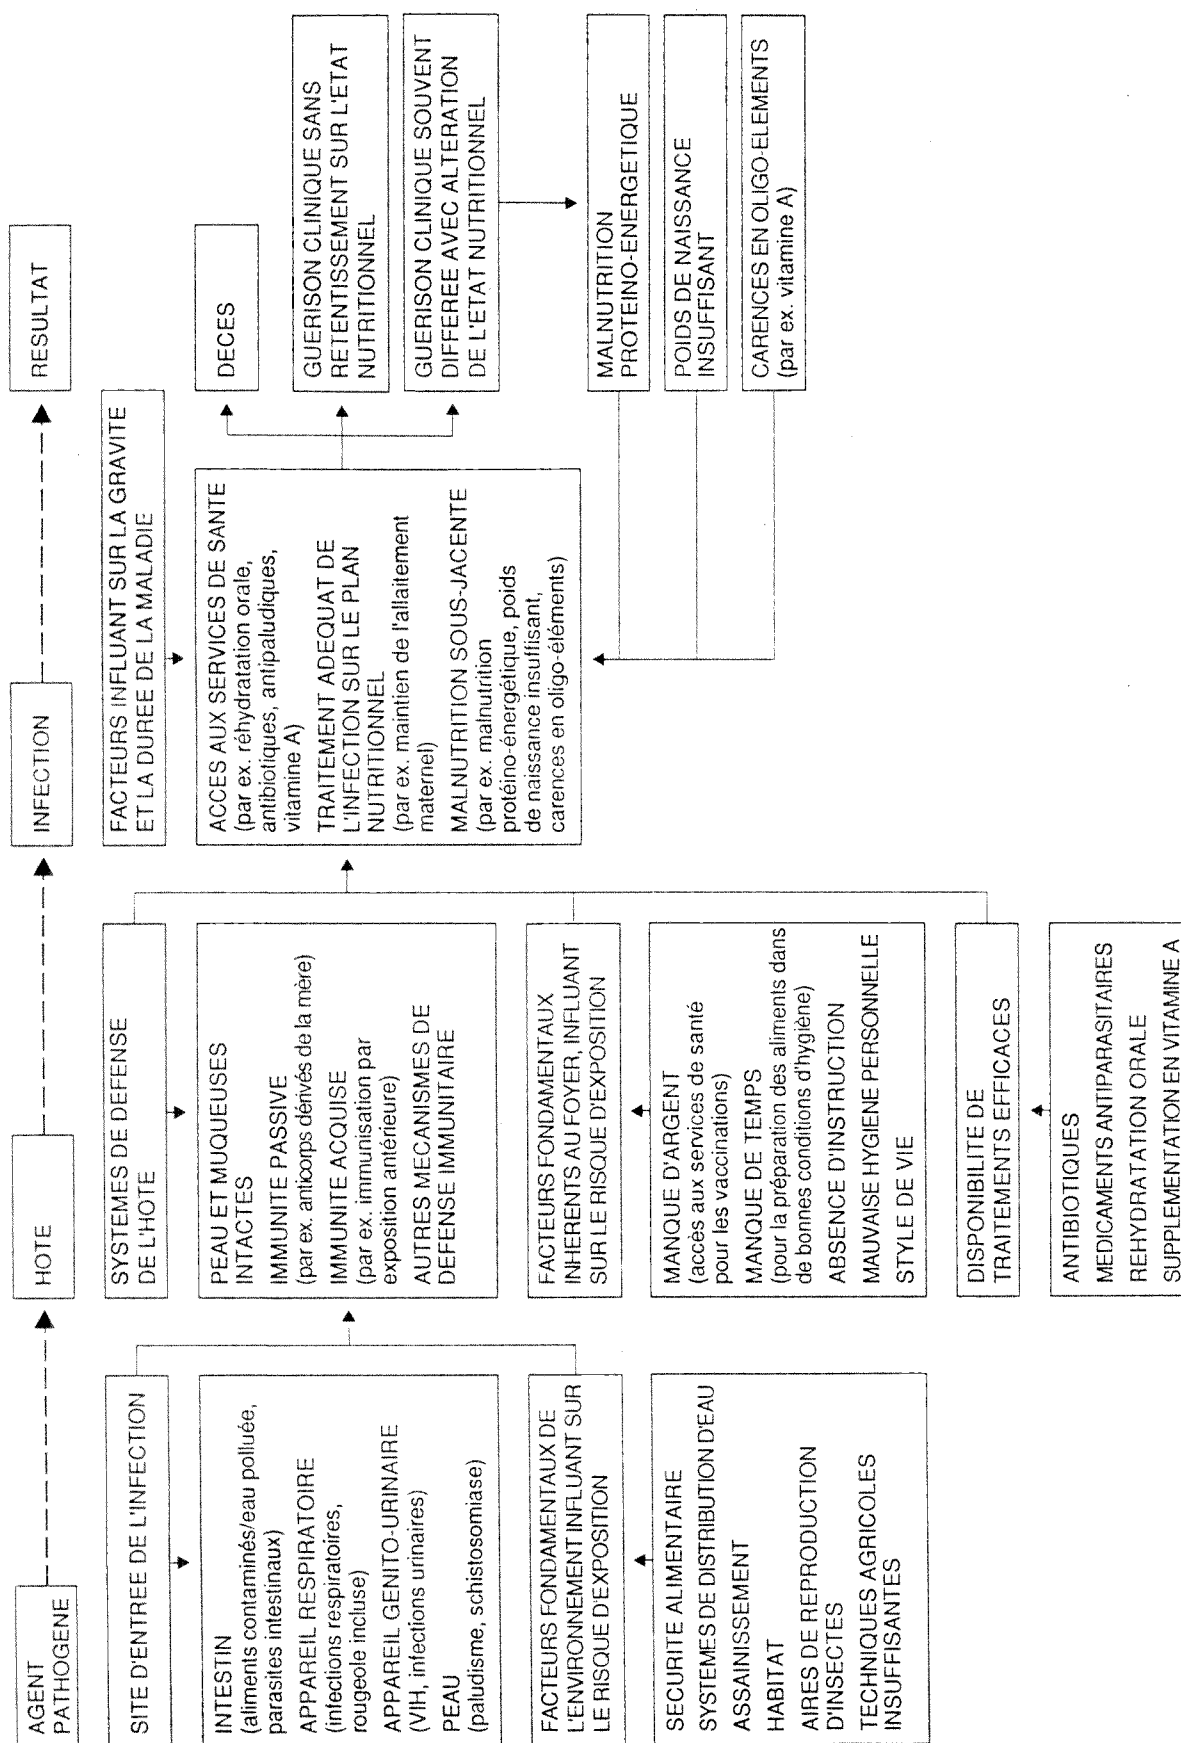 AGENT
PATHOGENE
HOTE
INFECTION
RESULTAT
SITE D'ENTREE DE L'INFECTION
INTESTIN
(aliments contaminés/eau polluée,
parasites intestinaux)
APPAREIL RESPIRATOIRE
(infections respiratoires,
rougeole incluse)
APPAREIL GENITO-URINAIRE
(VIH, infections urinaires)
PEAU
(paludisme, schistosomiase)
FACTEURS FONDAMENTAUX DE
L'ENVIRONNEMENT INFLUANT SUR
LE RISQUE D'EXPOSITION
SECURITE ALIMENTAIRE
SYSTEMES DE DISTRIBUTION D'EAU
ASSAINISSEMENT
HABITAT
AIRES DE REPRODUCTION
D'INSECTES
TECHNIQUES AGRICOLES
INSUFFISANTES
SYSTEMES DE DEFENSE
DE L'HOTE
PEAU ET MUQUEUSES
INTACTES
IMMUNITE PASSIVE
(par ex. anticorps dérivés de la mère)
IMMUNITE ACQUISE
(par ex. immunisation par
exposition antérieure)
AUTRES MECANISMES DE
DEFENSE IMMUNITAIRE
FACTEURS FONDAMENTAUX
INHERENTS AU FOYER, INFLUANT
SUR LE RISQUE D'EXPOSITION
MANQUE D'ARGENT
(accès aux services de santé
pour les vaccinations)
MANQUE DE TEMPS
(pour la préparation des aliments dans
de bonnes conditions d'hygiène)
ABSENCE D'INSTRUCTION
MAUVAISE HYGIENE PERSONNELLE
STYLE DE VIE
DISPONIBILITE DE
TRAITEMENTS EFFICACES
ANTIBIOTIQUES
MEDICAMENTS ANTIPARASITAIRES
REHYDRATATION ORALE
SUPPLEMENTATION EN VITAMINE A
FACTEURS INFLUANT SUR LA GRAVITE
ET LA DUREE DE LA MALADIE
ACCES AUX SERVICES DE SANTE
(par ex. réhydratation orale,
antibiotiques, antipaludiques,
vitamine A)
TRAITEMENT ADEQUAT DE
L'INFECTION SUR LE PLAN
NUTRITIONNEL
(par ex. maintien de l'allaitement
maternel)
MALNUTRITION SOUS-JACENTE
(par ex. malnutrition
protéino-énergétique, poids
de naissance insuffisant,
carences en oligo-éléments)
DECES
GUERISON CLINIQUE SANS
RETENTISSEMENT SUR L'ETAT
NUTRITIONNEL
GUERISON CLINIQUE SOUVENT
DIFFEREE AVEC ALTERATION
DE L'ETAT NUTRITIONNEL
MALNUTRITION
PROTEINO-ENERGETIQUE
POIDS DE NAISSANCE
INSUFFISANT
CARENCES EN OLIGO-ELEMENTS
(par ex. vitamine A)